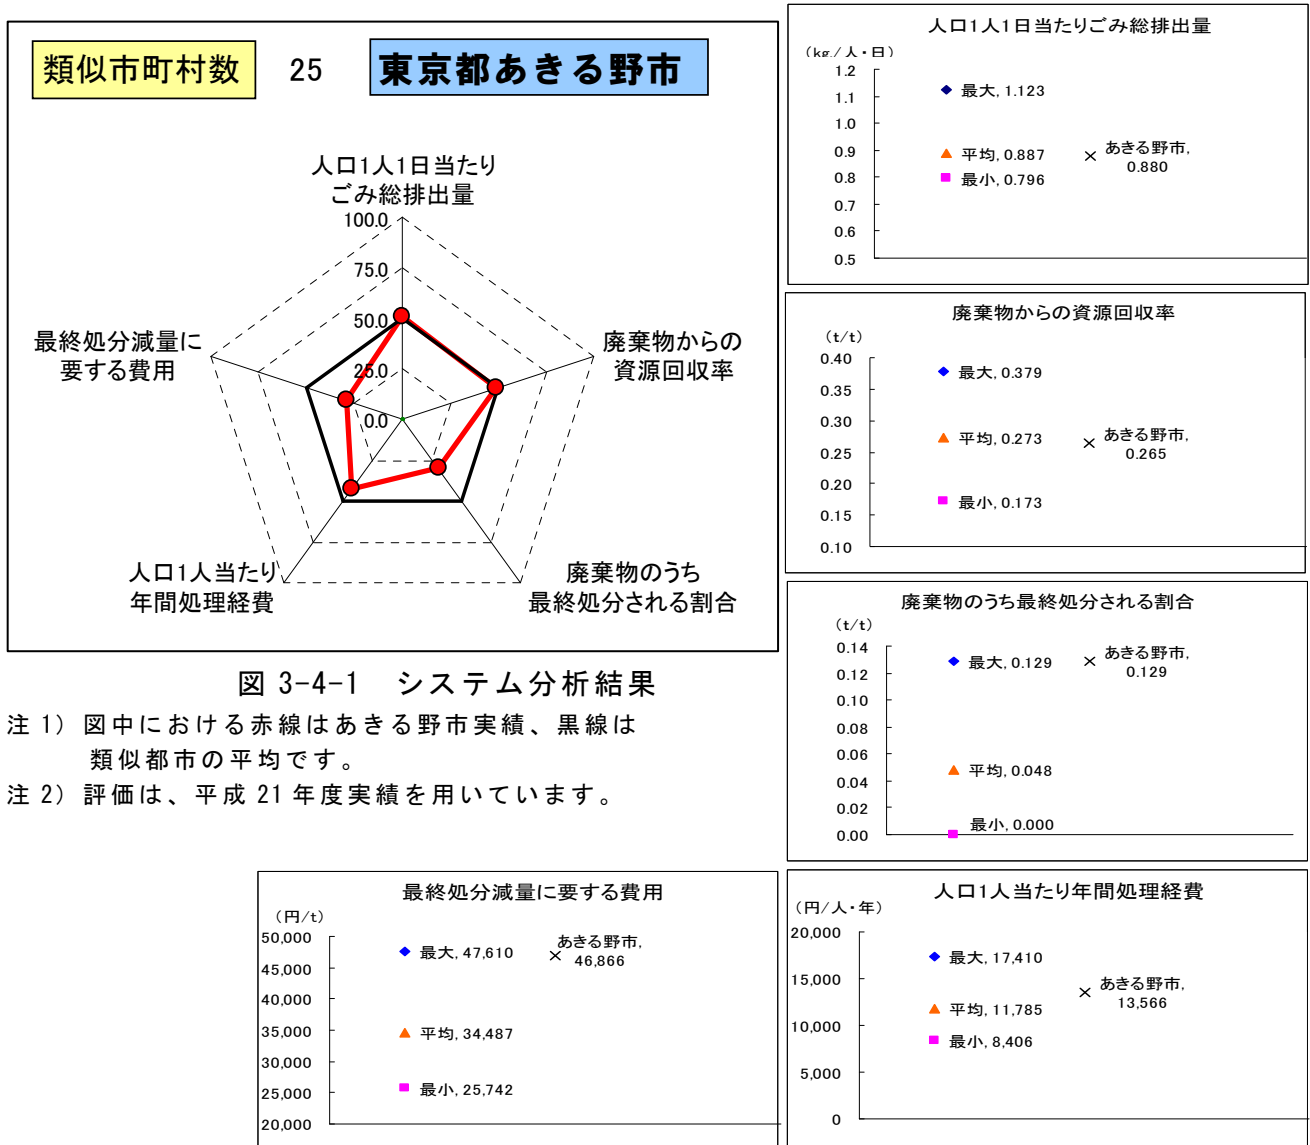 類似市町村数 25 東京都あきる野市
人口1人1日当たり
ごみ総排出量
100.0
75.0
50.0
25.0
0.0
廃棄物からの
資源回収率
廃棄物のうち
最終処分される割合
人口1人当たり
年間処理経費
最終処分減量に
要する費用
図 3-4-1 システム分析結果
注 1) 図中における赤線はあきる野市実績、黒線は
類似都市の平均です。
注 2) 評価は、平成 21 年度実績を用いています。
人口1人1日当たりごみ総排出量
(kg/人・日)
1.2
1.1
1.0
0.9
0.8
0.7
0.6
0.5
最大, 1.123
平均, 0.887
最小, 0.796
あきる野市,
0.880
廃棄物からの資源回収率
(t/t)
0.40
0.35
0.30
0.25
0.20
0.15
0.10
最大, 0.379
平均, 0.273
最小, 0.173
あきる野市,
0.265
廃棄物のうち最終処分される割合
(t/t)
0.14
0.12
0.10
0.08
0.06
0.04
0.02
0.00
最大, 0.129
平均, 0.048
最小, 0.000
あきる野市,
0.129
最終処分減量に要する費用
(円/t)
50,000
45,000
40,000
35,000
30,000
25,000
20,000
最大, 47,610
平均, 34,487
最小, 25,742
あきる野市,
46,866
人口1人当たり年間処理経費
(円/人・年)
20,000
15,000
10,000
5,000
0
最大, 17,410
平均, 11,785
最小, 8,406
あきる野市,
13,566